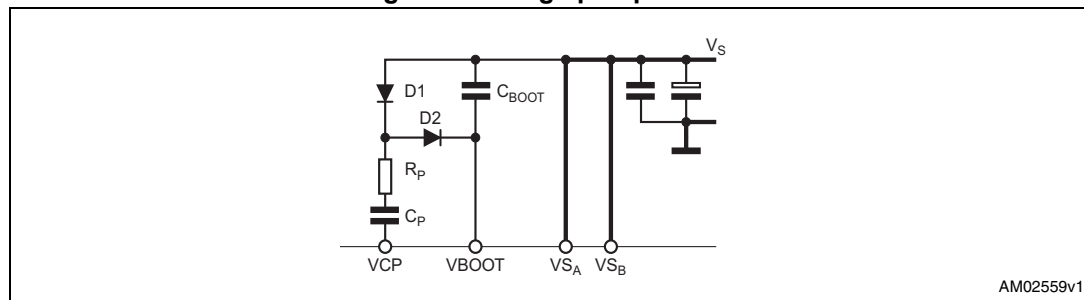 V_S
D1
C_BOOT
D2
R_P
C_P
VCP
VBOOT
VS_A
VS_B
AM02559v1